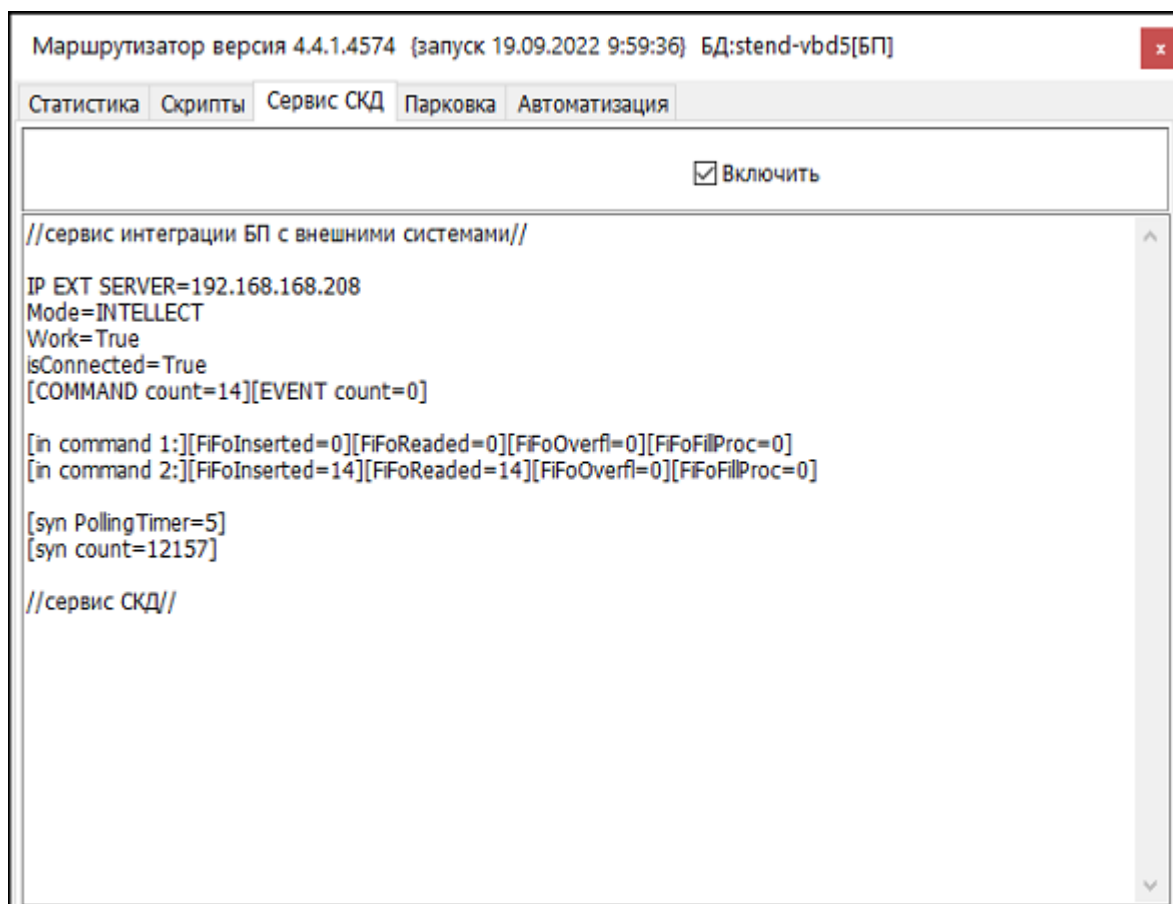 Маршрутизатор версия 4.4.1.4574 {запуск 19.09.2022 9:59:36} БД:stend-vbd5[БП]
x
Статистика Скрипты Сервис СКД Парковка Автоматизация
Включить
//сервис интеграции БП с внешними системами//
IP EXT SERVER=192.168.168.208
Mode=INTELLECT
Work=True
isConnected=True
[COMMAND count=14][EVENT count=0]
[in command 1:][FiFoInserted=0][FiFoReaded=0][FiFoOverfl=0][FiFoFillProc=0]
[in command 2:][FiFoInserted=14][FiFoReaded=14][FiFoOverfl=0][FiFoFillProc=0]
[syn PollingTimer=5]
[syn count=12157]
//сервис СКД//